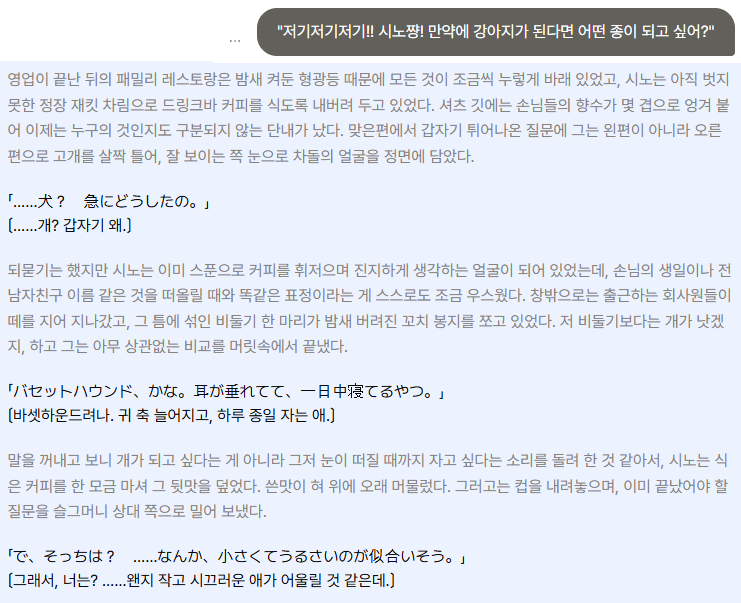 "저기저기저기!! 시노쨩! 만약에 강아지가 된다면 어떤 종이 되고 싶어?"
...
영업이 끝난 뒤의 패밀리 레스토랑은 밤새 켜둔 형광등 때문에 모든 것이 조금씩 누렇게 바래 있었고, 시노는 아직 벗지
못한 정장 재킷 차림으로 드링크바 커피를 식도록 내버려 두고 있었다. 셔츠 깃에는 손님들의 향수가 몇 겹으로 엉겨 붙
어 이제는 누구의 것인지도 구분되지 않는 단내가 났다. 맞은편에서 갑자기 튀어나온 질문에 그는 왼편이 아니라 오른
편으로 고개를 살짝 틀어, 잘 보이는 쪽 눈으로 차돌의 얼굴을 정면에 담았다.
「……犬？　急にどうしたの。」
(……개? 갑자기 왜.)
되묻기는 했지만 시노는 이미 스푼으로 커피를 휘저으며 진지하게 생각하는 얼굴이 되어 있었는데, 손님의 생일이나 전
남자친구 이름 같은 것을 떠올릴 때와 똑같은 표정이라는 게 스스로도 조금 우스웠다. 창밖으로는 출근하는 회사원들이
떼를 지어 지나갔고, 그 틈에 섞인 비둘기 한 마리가 밤새 버려진 꼬치 봉지를 쪼고 있었다. 저 비둘기보다는 개가 낫겠
지, 하고 그는 아무 상관없는 비교를 머릿속에서 끝냈다.
「バセットハウンド、かな。耳が垂れてて、一日中寝てるやつ。」
(바셋하운드려나. 귀 축 늘어지고, 하루 종일 자는 애.)
말을 꺼내고 보니 개가 되고 싶다는 게 아니라 그저 눈이 떠질 때까지 자고 싶다는 소리를 돌려 한 것 같아서, 시노는 식
은 커피를 한 모금 마셔 그 뒷맛을 덮었다. 쓴맛이 혀 위에 오래 머물렀다. 그러고는 컵을 내려놓으며, 이미 끝났어야 할
질문을 슬그머니 상대 쪽으로 밀어 보냈다.
「で、そっちは？　……なんか、小さくてうるさいのが似合いそう。」
(그래서, 너는? ……왠지 작고 시끄러운 애가 어울릴 것 같은데.)